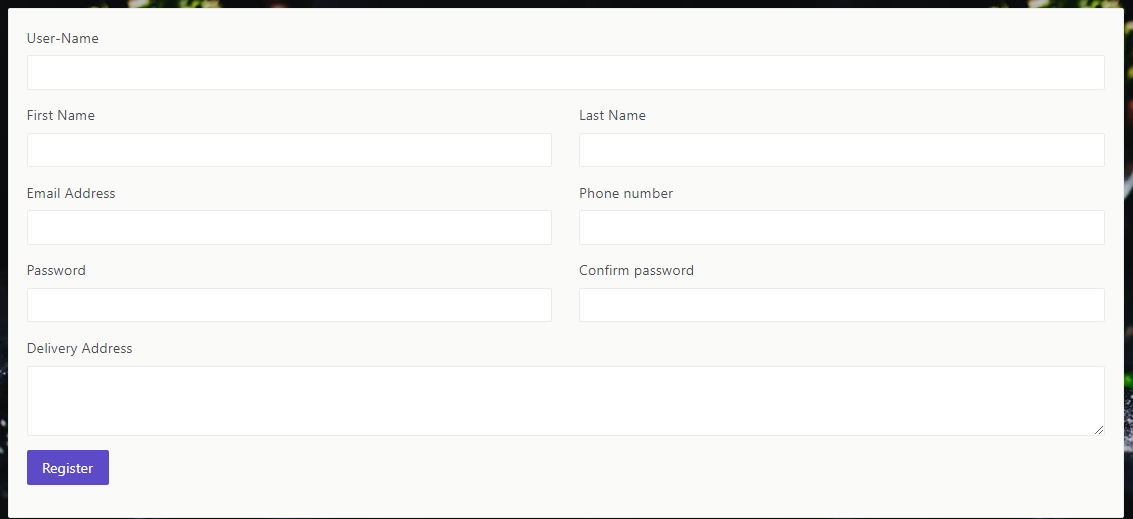 User-Name
First Name Last Name
Email Address Phone number
Password Confirm password
Delivery Address
Register